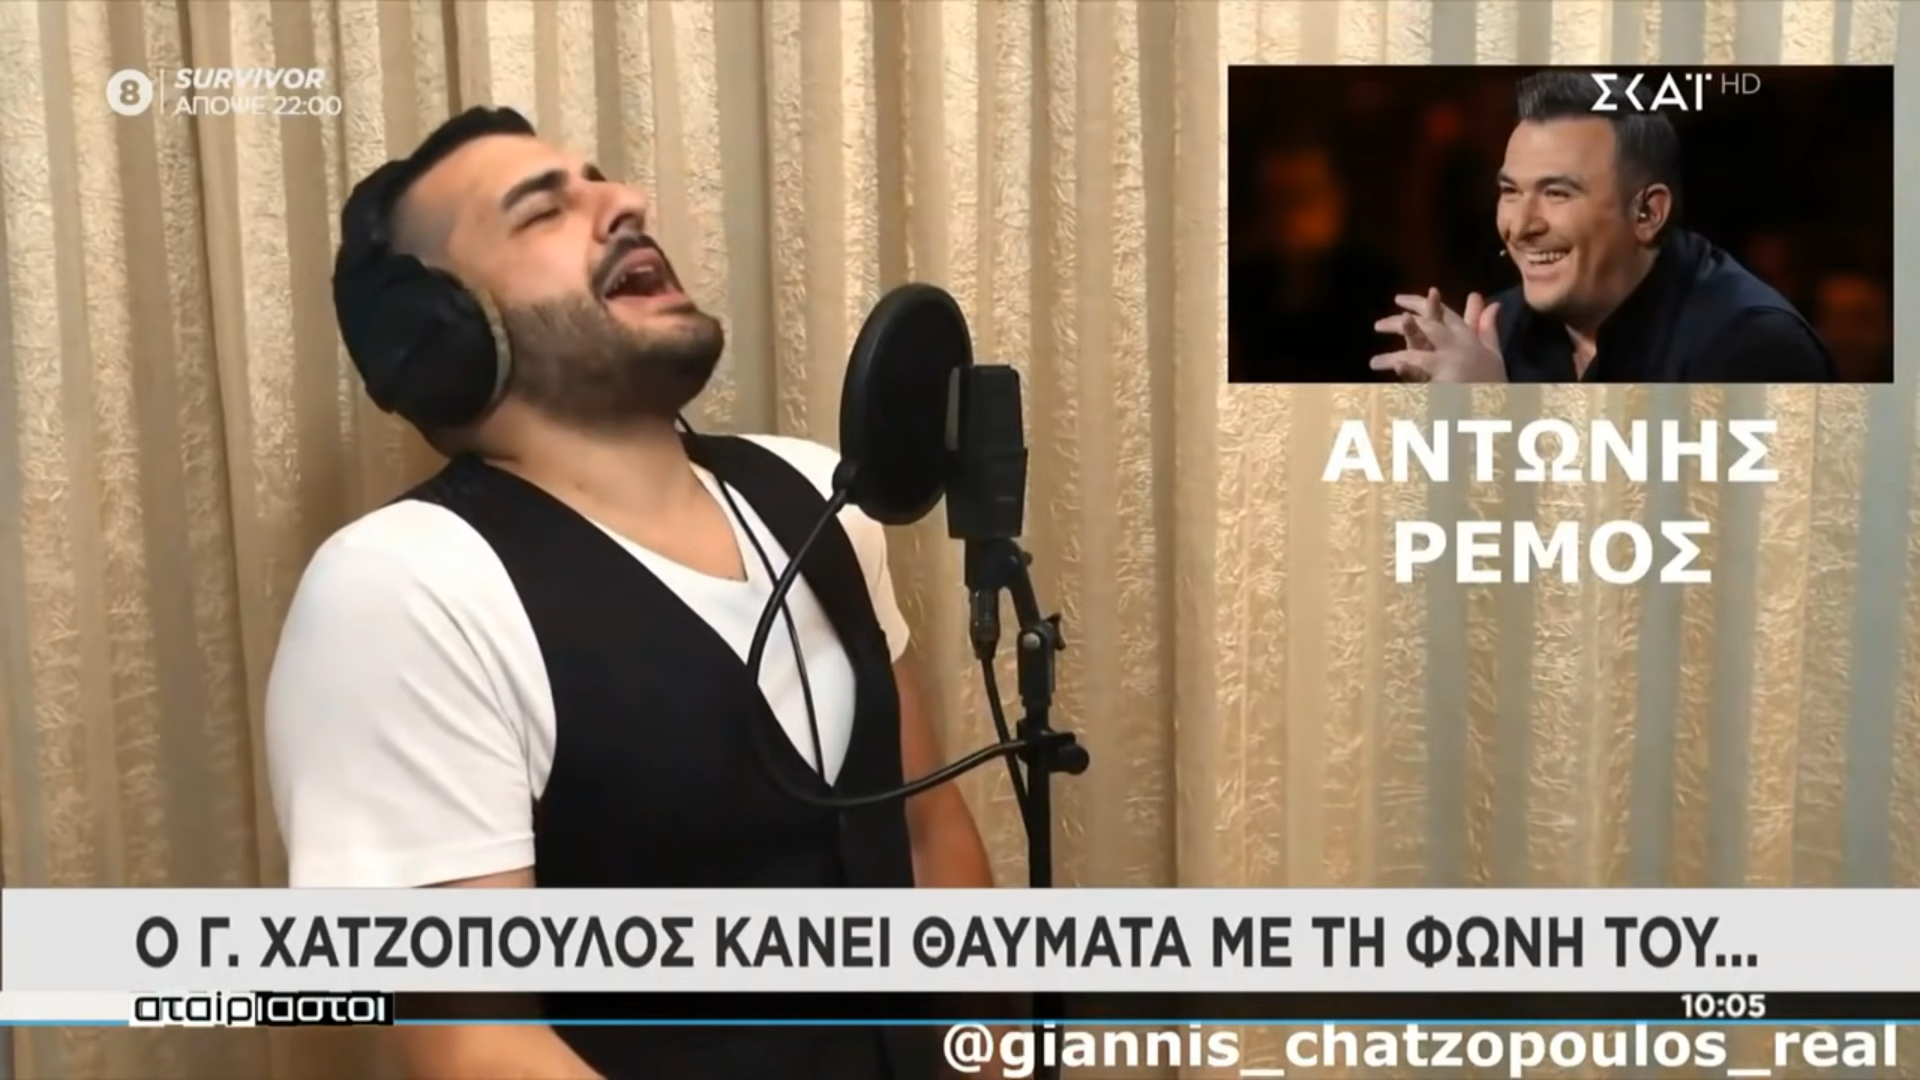 8 SURVIVOR
ΑΠΟΨΕ 22:00
ΣΚΑΪ HD
ΑΝΤΩΝΗΣ
ΡΕΜΟΣ
Ο Γ. ΧΑΤΖΟΠΟΥΛΟΣ ΚΑΝΕΙ ΘΑΥΜΑΤΑ ΜΕ ΤΗ ΦΩΝΗ ΤΟΥ...
αταίριαστοι
10:05
@giannis_chatzopoulos_real